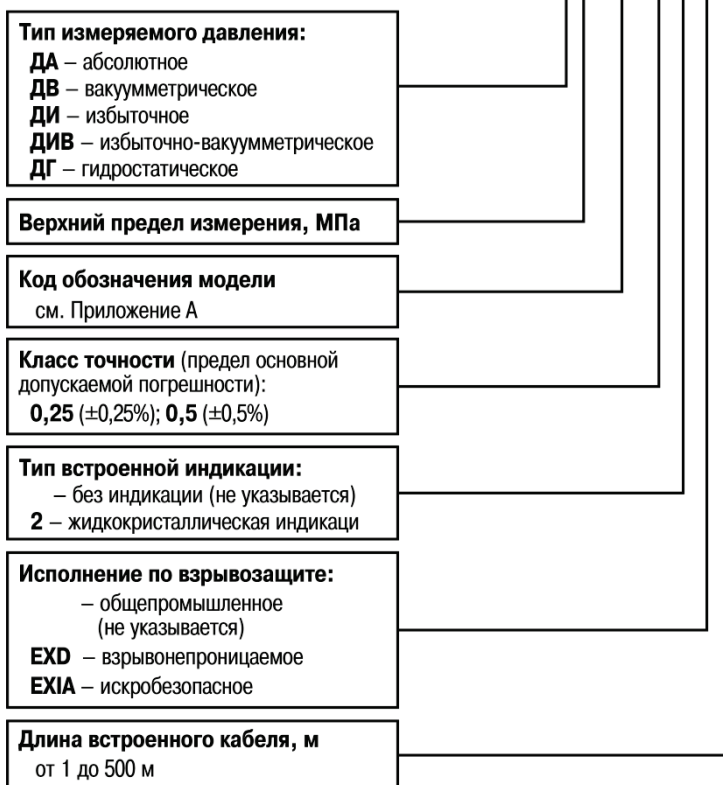 Тип измеряемого давления:
ДА – абсолютное
ДВ – вакуумметрическое
ДИ – избыточное
ДИВ – избыточно-вакуумметрическое
ДГ – гидростатическое
Верхний предел измерения, МПа
Код обозначения модели
см. Приложение А
Класс точности (предел основной
допускаемой погрешности):
0,25 (±0,25%); 0,5 (±0,5%)
Тип встроенной индикации:
– без индикации (не указывается)
2 – жидкокристаллическая индикаци
Исполнение по взрывозащите:
– общепромышленное
(не указывается)
EXD – взрывонепроницаемое
EXIA – искробезопасное
Длина встроенного кабеля, м
от 1 до 500 м